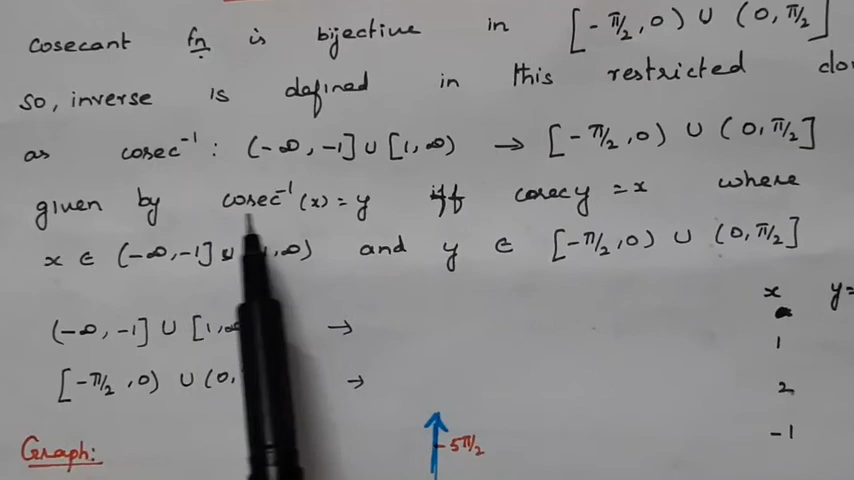 cosecant fn is bijective in [-π/2, 0) ∪ (0, π/2]
so, inverse is defined in this restricted
as cosec⁻¹: (-∞, -1] ∪ [1, ∞) → [-π/2, 0) ∪ (0, π/2]
given by cosec⁻¹(x) = y iff cosec y = x where
x ∈ (-∞, -1] ∪ 1, ∞) and y ∈ [-π/2, 0) ∪ (0, π/2]
(-∞, -1] ∪ [1, ∞ →
[-π/2, 0) ∪ (0, →
x y=
1
2
-1
Graph:
5π/2